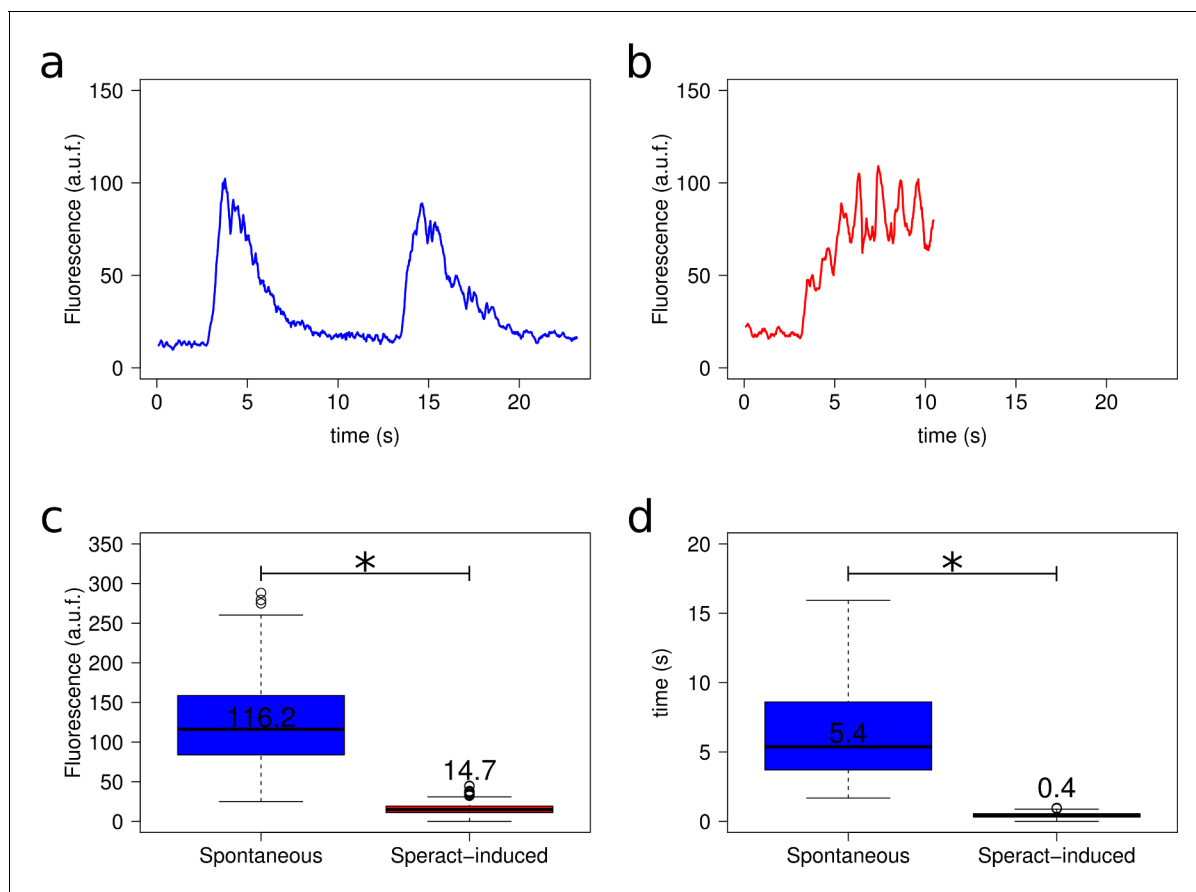 a
150
100
50
0
Fluorescence (a.u.f.)
0 5 10 15 20
time (s)
b
150
100
50
0
Fluorescence (a.u.f.)
0 5 10 15 20
time (s)
c
350
300
250
200
150
100
50
0
Fluorescence (a.u.f.)
*
116.2
14.7
Spontaneous Speract−induced
d
20
15
10
5
0
time (s)
*
5.4
0.4
Spontaneous Speract−induced